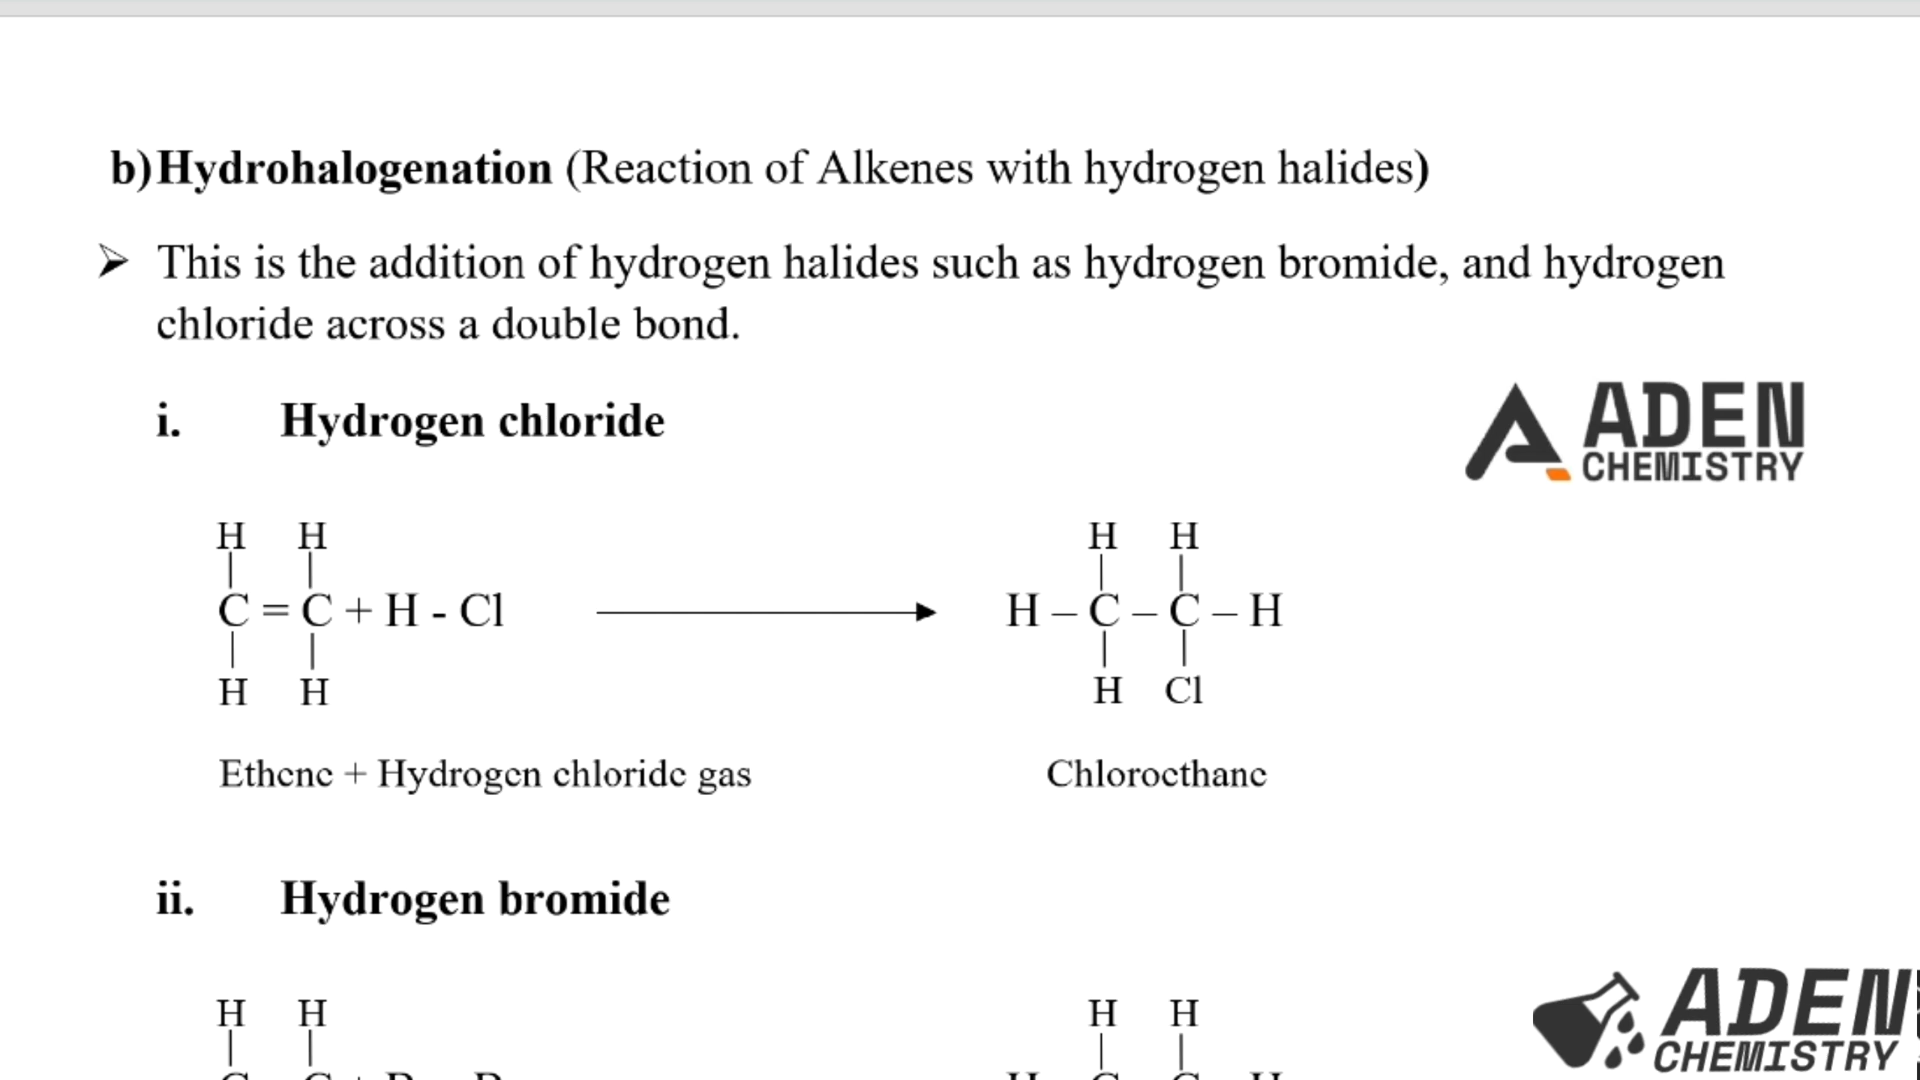 b)Hydrohalogenation (Reaction of Alkenes with hydrogen halides)
➤ This is the addition of hydrogen halides such as hydrogen bromide, and hydrogen
chloride across a double bond.
i. Hydrogen chloride
ADEN
CHEMISTRY
H H H H
| | | |
C = C + H - Cl H – C – C – H
| | | |
H H H Cl
Ethene + Hydrogen chloride gas Chloroethane
ii. Hydrogen bromide
H H H H
| | | |
ADEN
CHEMISTRY